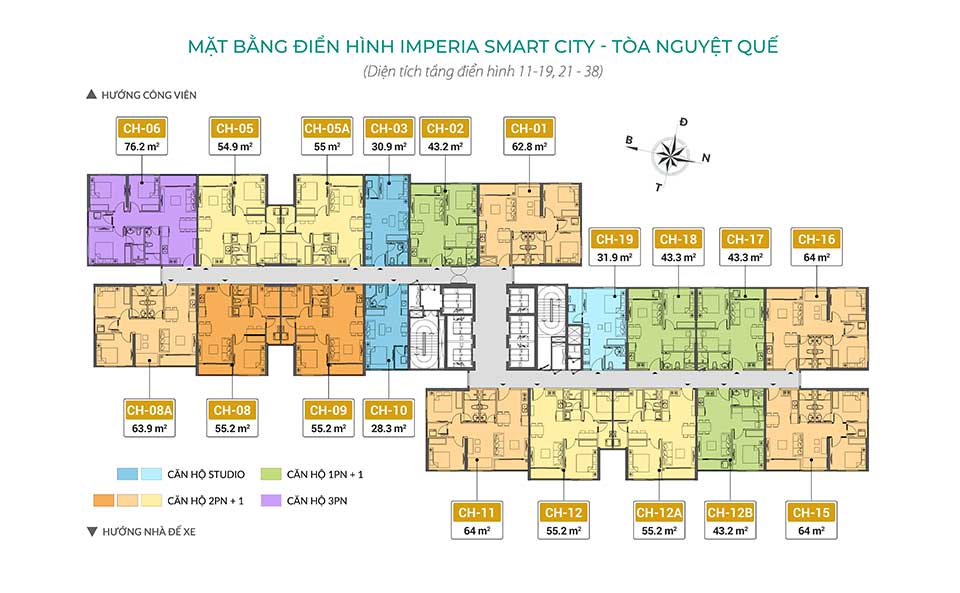 MẶT BẰNG ĐIỂN HÌNH IMPERIA SMART CITY - TÒA NGUYỆT QUẾ
(Diện tích tầng điển hình 11-19, 21 - 38)
HƯỚNG CÔNG VIÊN
CH-06
76.2 m²
CH-05
54.9 m²
CH-05A
55 m²
CH-03
30.9 m²
CH-02
43.2 m²
CH-01
62.8 m²
Đ
B
N
T
CH-19
31.9 m²
CH-18
43.3 m²
CH-17
43.3 m²
CH-16
64 m²
CH-08A
63.9 m²
CH-08
55.2 m²
CH-09
55.2 m²
CH-10
28.3 m²
CĂN HỘ STUDIO
CĂN HỘ 1PN + 1
CĂN HỘ 2PN + 1
CĂN HỘ 3PN
CH-11
64 m²
CH-12
55.2 m²
CH-12A
55.2 m²
CH-12B
43.2 m²
CH-15
64 m²
HƯỚNG NHÀ ĐỂ XE